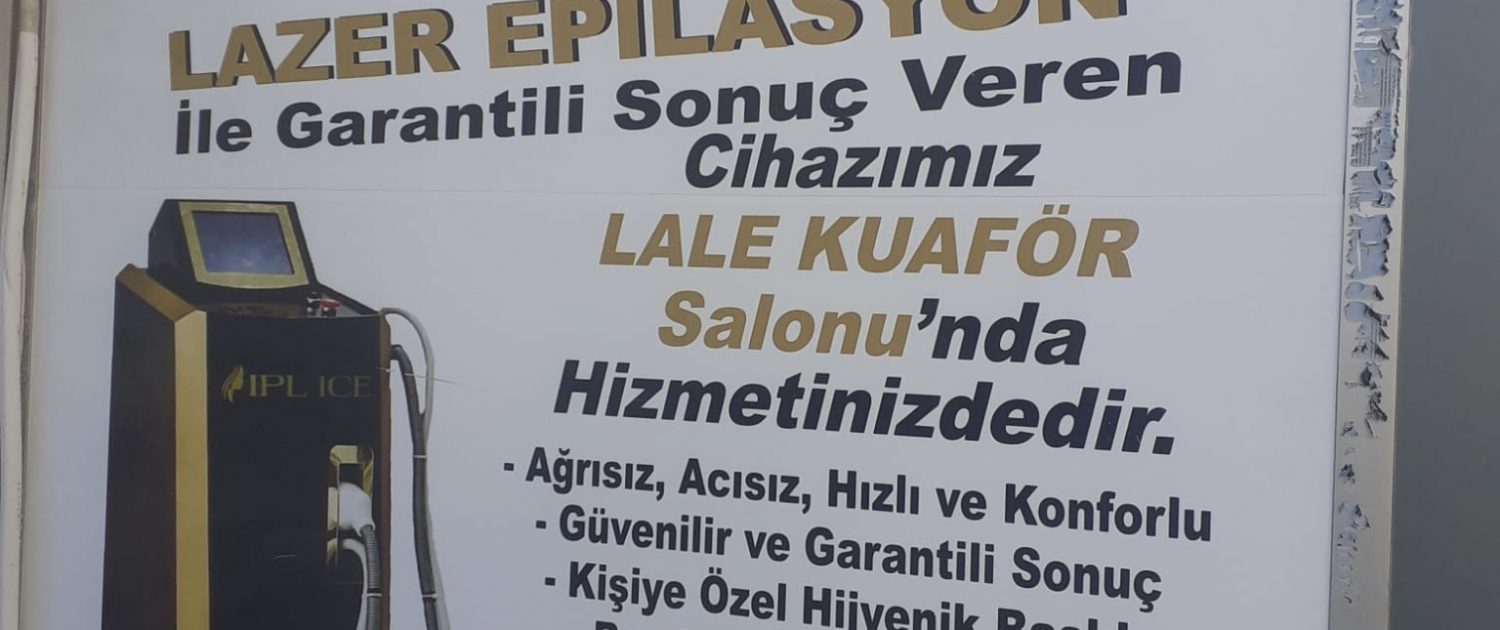 LAZER EPİLASYON
İle Garantili Sonuç Veren
Cihazımız
LALE KUAFÖR
Salonu’nda
Hizmetinizdedir.
- Ağrısız, Acısız, Hızlı ve Konforlu
- Güvenilir ve Garantili Sonuç
- Kişiye Özel Hijyenik
IPL ICE